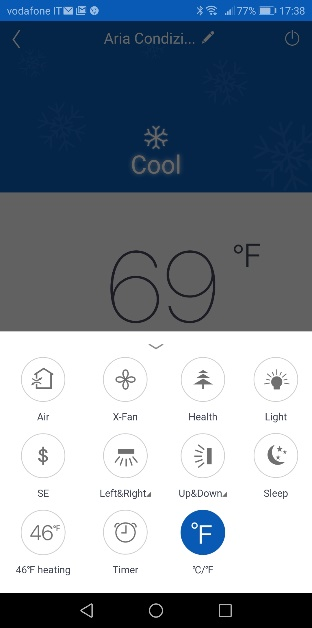 vodafone IT 77% 17:38
Aria Condizi...
Cool
69 °F
Air X-Fan Health Light
$
SE Left&Right Up&Down Sleep
46°F °F
46°F heating Timer °C/°F